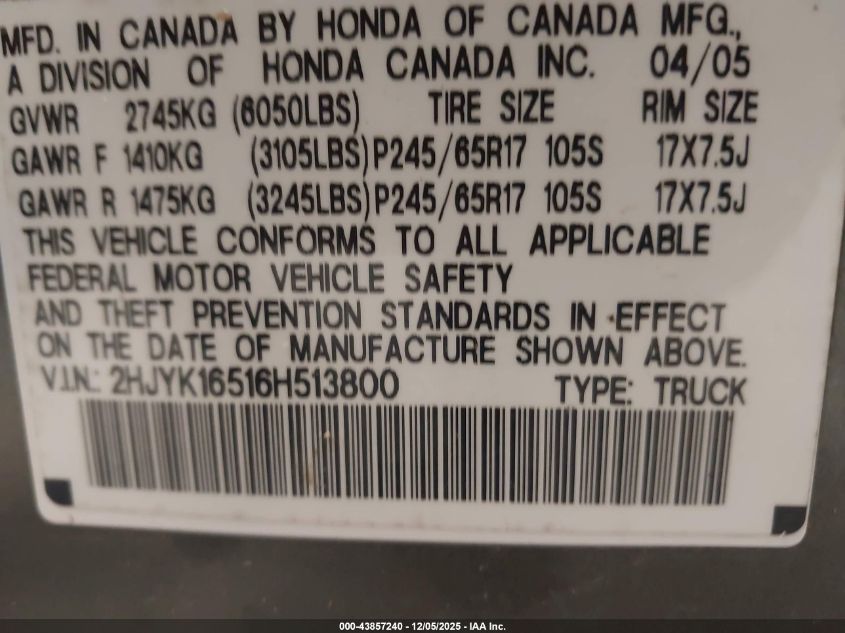 MFD. IN CANADA BY HONDA OF CANADA MFG.,
A DIVISION OF HONDA CANADA INC. 04/05
GVWR 2745KG (6050LBS) TIRE SIZE RIM SIZE
GAWR F 1410KG (3105LBS) P245/65R17 105S 17X7.5J
GAWR R 1475KG (3245LBS) P245/65R17 105S 17X7.5J
THIS VEHICLE CONFORMS TO ALL APPLICABLE
FEDERAL MOTOR VEHICLE SAFETY
AND THEFT PREVENTION STANDARDS IN EFFECT
ON THE DATE OF MANUFACTURE SHOWN ABOVE.
V.I.N.: 2HJYK16516H513800 TYPE: TRUCK
000-43857240 - 12/05/2025 - IAA Inc.